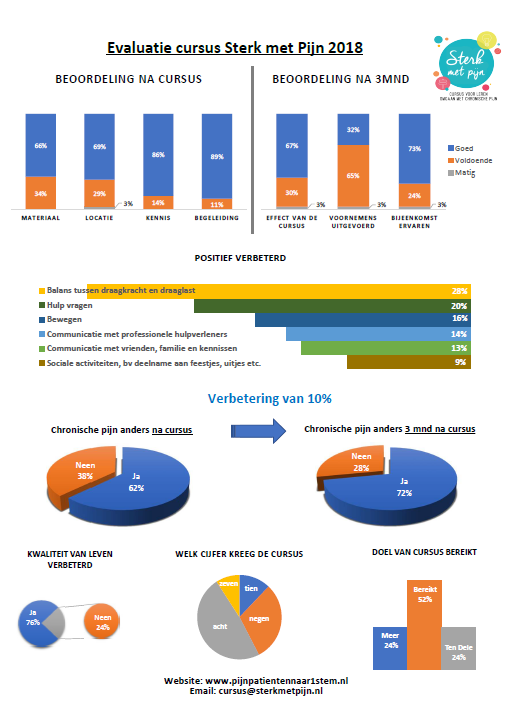 Evaluatie cursus Sterk met Pijn 2018
Sterk
met pijn
CURSUS VOOR LEREN
OMGAAN MET CHRONISCHE PIJN
BEOORDELING NA CURSUS
BEOORDELING NA 3MND
66% 69% 86% 89%
34% 29% 3% 14% 11%
MATERIAAL LOCATIE KENNIS BEGELEIDING
67% 32% 73%
30% 3% 65% 3% 24% 3%
EFFECT VAN DE CURSUS
VOORNEMENS UITGEVOERD
BIJEENKOMST ERVAREN
Goed
Voldoende
Matig
POSITIEF VERBETERD
Balans tussen draagkracht en draaglast 28%
Hulp vragen 20%
Bewegen 16%
Communicatie met professionele hulpverleners 14%
Communicatie met vrienden, familie en kennissen 13%
Sociale activiteiten, bv deelname aan feestjes, uitjes etc. 9%
Verbetering van 10%
Chronische pijn anders na cursus
Neen
38%
Ja
62%
Chronische pijn anders 3 mnd na cursus
Neen
28%
Ja
72%
KWALITEIT VAN LEVEN
VERBETERD
Ja
76%
Neen
24%
WELK CIJFER KREEG DE CURSUS
zeven
tien
negen
acht
DOEL VAN CURSUS BEREIKT
Bereikt
52%
Meer
24%
Ten Dele
24%
Website: www.pijnpatientennaar1stem.nl
Email: cursus@sterkmetpijn.nl